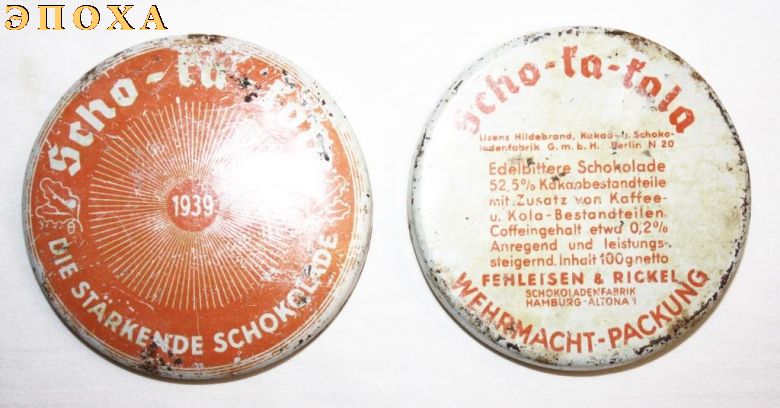 ЭПОХА
Scho-ka-kola
1939
DIE STÄRKENDE SCHOKOLADE
Scho-ka-kola
Lizenz Hildebrand, Kakao- u. Schoko-
ladenfabrik G.m.b.H. Berlin N 20
Edelbittere Schokolade
52,5% Kakaobestandteile
mit Zusatz von Kaffee-
u. Kola-Bestandteilen
Coffeingehalt etwa 0,2%
Anregend und leistungs-
steigernd. Inhalt 100g netto
FEHLEISEN & RICKEL
SCHOKOLADENFABRIK
HAMBURG-ALTONA 1
WEHRMACHT-PACKUNG